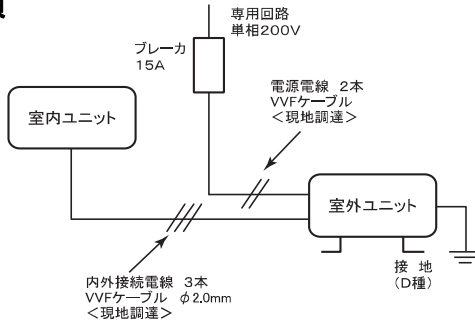 専用回路
単相200V
ブレーカ
15A
電源電線 2本
VVFケーブル
＜現地調達＞
室内ユニット
室外ユニット
接 地
（D種）
内外接続電線 3本
VVFケーブル φ2.0mm
＜現地調達＞